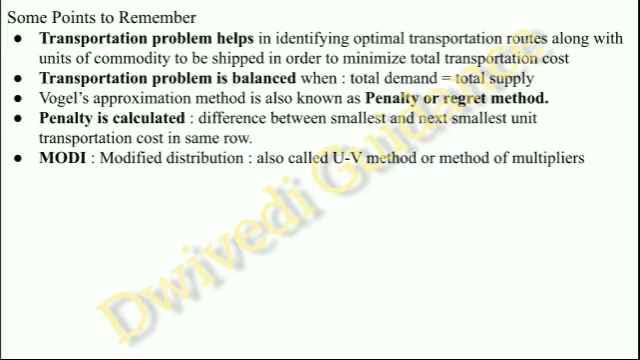 Some Points to Remember
● Transportation problem helps in identifying optimal transportation routes along with
units of commodity to be shipped in order to minimize total transportation cost
● Transportation problem is balanced when : total demand = total supply
● Vogel's approximation method is also known as Penalty or regret method.
● Penalty is calculated : difference between smallest and next smallest unit
transportation cost in same row.
● MODI : Modified distribution : also called U-V method or method of multipliers
Dwivedi Guidance